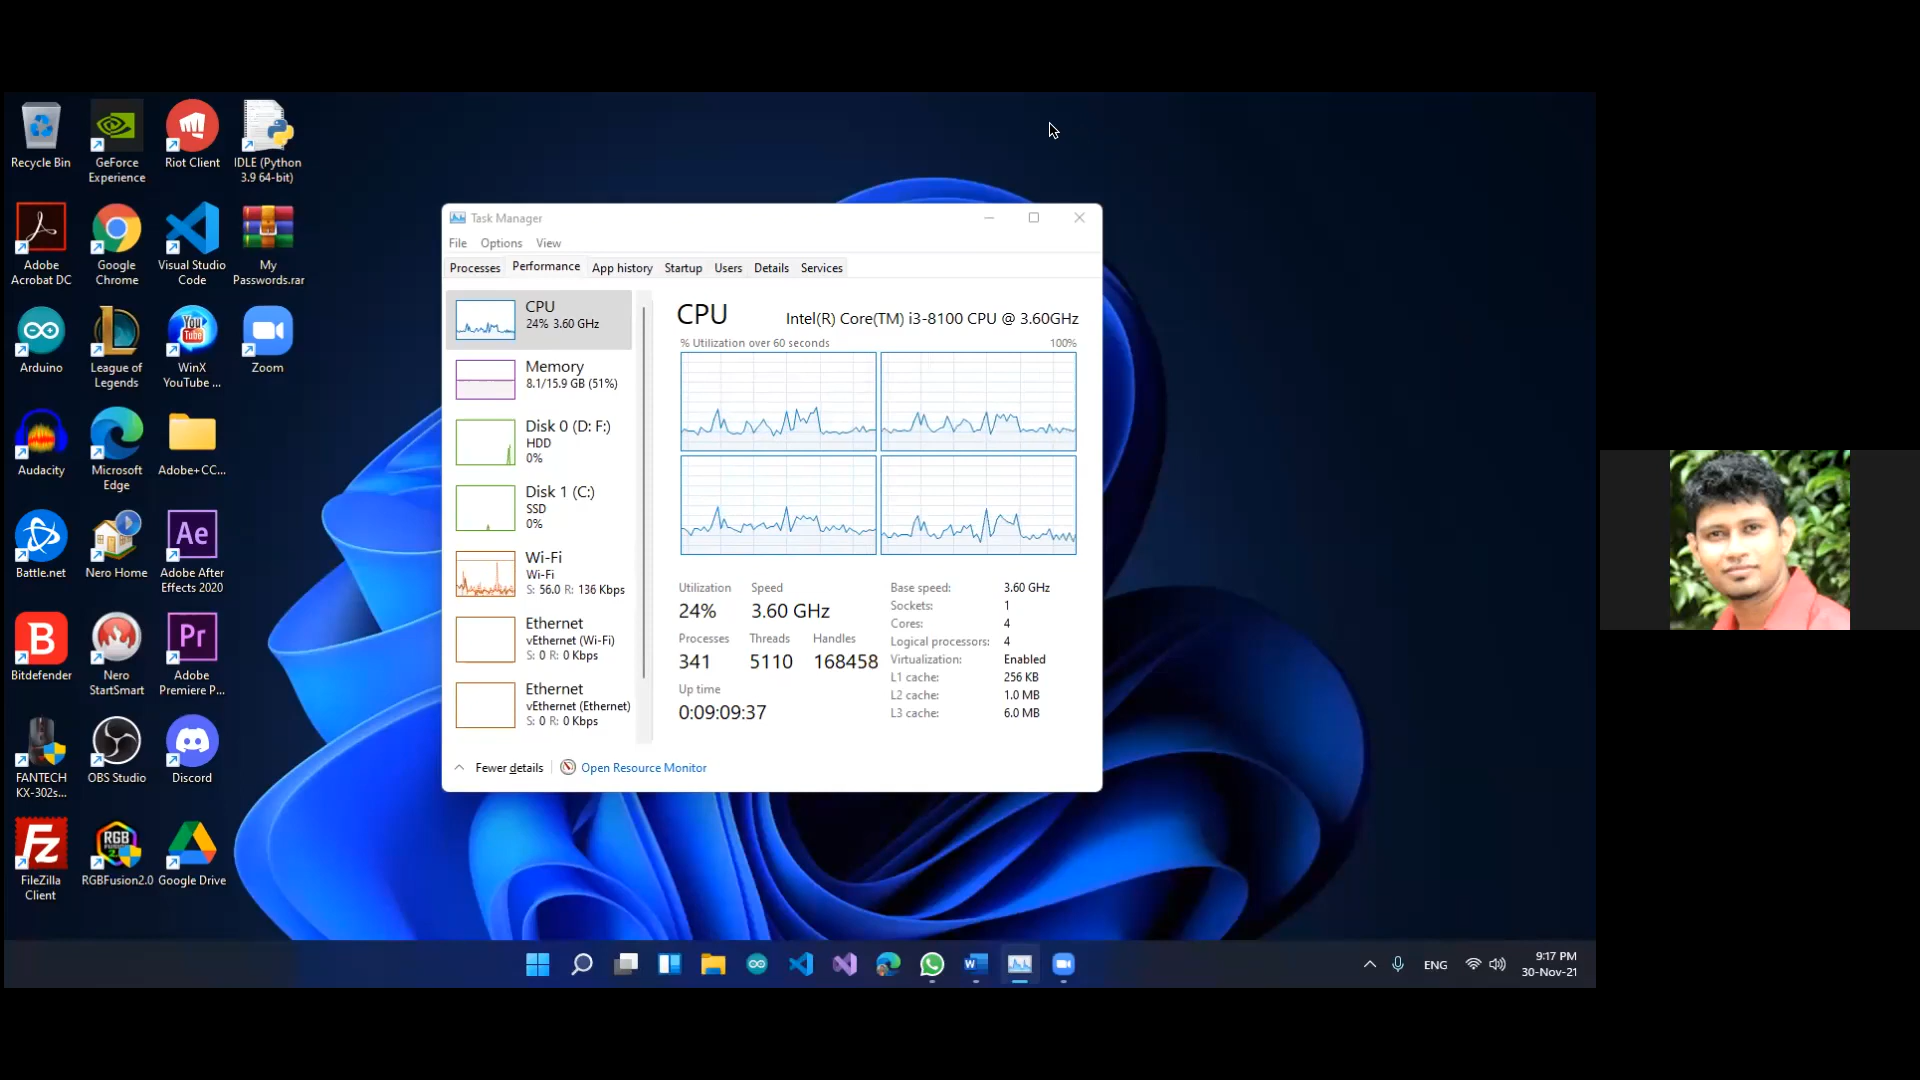 Recycle Bin
GeForce
Experience
Riot Client
IDLE (Python
3.9 64-bit)
Adobe
Acrobat DC
Google
Chrome
Visual Studio
Code
My
Passwords.rar
Arduino
League of
Legends
WinX
YouTube ...
Zoom
Audacity
Microsoft
Edge
Adobe+CC...
Battle.net
Nero Home
Adobe After
Effects 2020
Bitdefender
Nero
StartSmart
Adobe
Premiere P...
FANTECH
KX-302s...
OBS Studio
Discord
FileZilla
Client
RGBFusion2.0
Google Drive
Task Manager
File Options View
Processes Performance App history Startup Users Details Services
CPU
24% 3.60 GHz
Memory
8.1/15.9 GB (51%)
Disk 0 (D: F:)
HDD
0%
Disk 1 (C:)
SSD
0%
Wi-Fi
Wi-Fi
S: 56.0 R: 136 Kbps
Ethernet
vEthernet (Wi-Fi)
S: 0 R: 0 Kbps
Ethernet
vEthernet (Ethernet)
S: 0 R: 0 Kbps
CPU Intel(R) Core(TM) i3-8100 CPU @ 3.60GHz
% Utilization over 60 seconds 100%
Utilization Speed
24% 3.60 GHz
Processes Threads Handles
341 5110 168458
Up time
0:09:09:37
Base speed: 3.60 GHz
Sockets: 1
Cores: 4
Logical processors: 4
Virtualization: Enabled
L1 cache: 256 KB
L2 cache: 1.0 MB
L3 cache: 6.0 MB
Fewer details Open Resource Monitor
ENG
9:17 PM
30-Nov-21